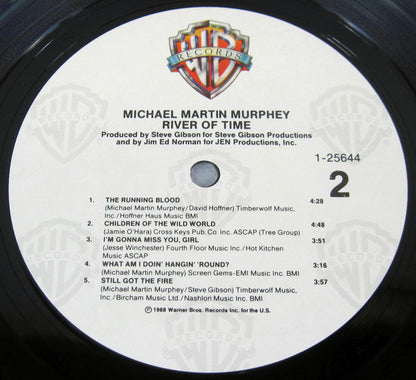 WB
RECORDS
MICHAEL MARTIN MURPHEY
RIVER OF TIME
Produced by Steve Gibson for Steve Gibson Productions
and by Jim Ed Norman for JEN Productions, Inc.
1-25644
2
1. THE RUNNING BLOOD 4:28
(Michael Martin Murphey/David Hoffner) Timberwolf Music,
Inc./Hoffner Haus Music BMI
2. CHILDREN OF THE WILD WORLD 4:48
(Jamie O'Hara) Cross Keys Pub. Co. Inc. ASCAP (Tree Group)
3. I'M GONNA MISS YOU, GIRL 3:51
(Jesse Winchester) Fourth Floor Music Inc./Hot Kitchen
Music ASCAP
4. WHAT AM I DOIN' HANGIN' 'ROUND? 3:16
(Michael Martin Murphey) Screen Gems-EMI Music Inc. BMI
5. STILL GOT THE FIRE 3:57
(Michael Martin Murphey/Steve Gibson) Timberwolf Music,
Inc./Bircham Music Ltd/Nashlon Music Inc. BMI
℗1988 Warner Bros. Records Inc. for the U.S.